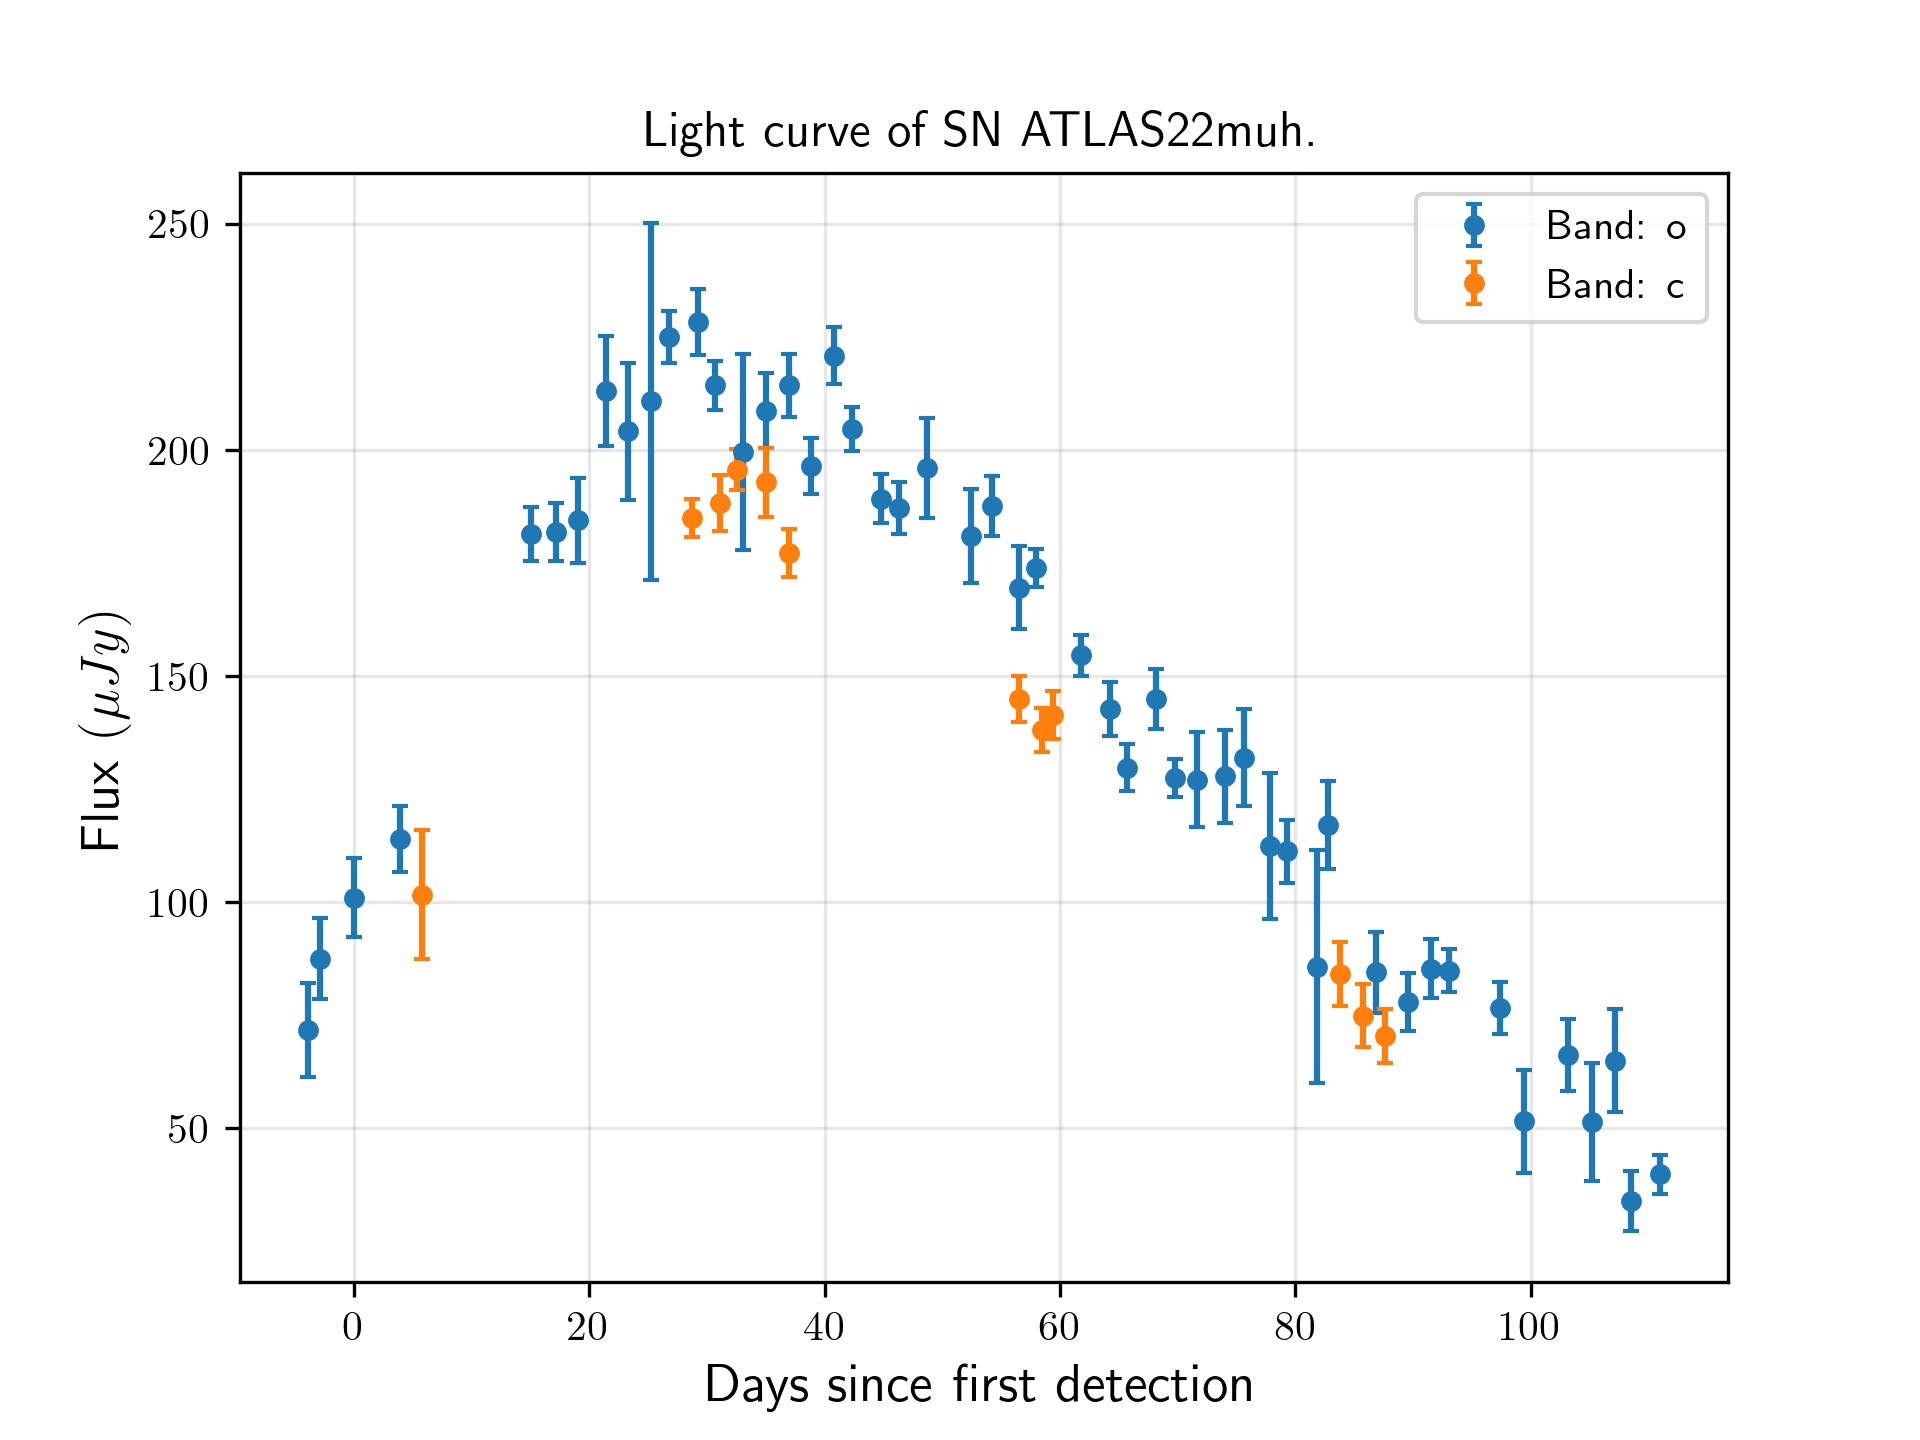 Light curve of SN ATLAS22muh.
Band: o
Band: c
250
200
150
100
50
Flux (μJy)
0 20 40 60 80 100
Days since first detection